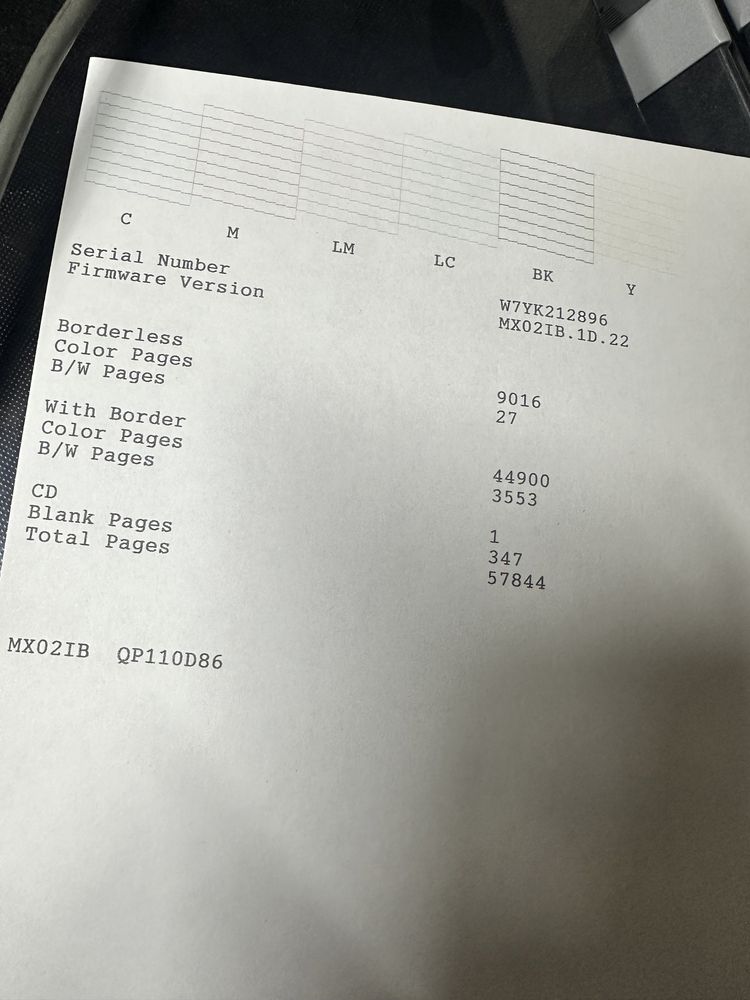 C M LM LC BK Y
Serial Number W7YK212896
Firmware Version MX02IB.1D.22
Borderless
Color Pages 9016
B/W Pages 27
With Border
Color Pages 44900
B/W Pages 3553
CD 1
Blank Pages 347
Total Pages 57844
MX02IB QP110D86